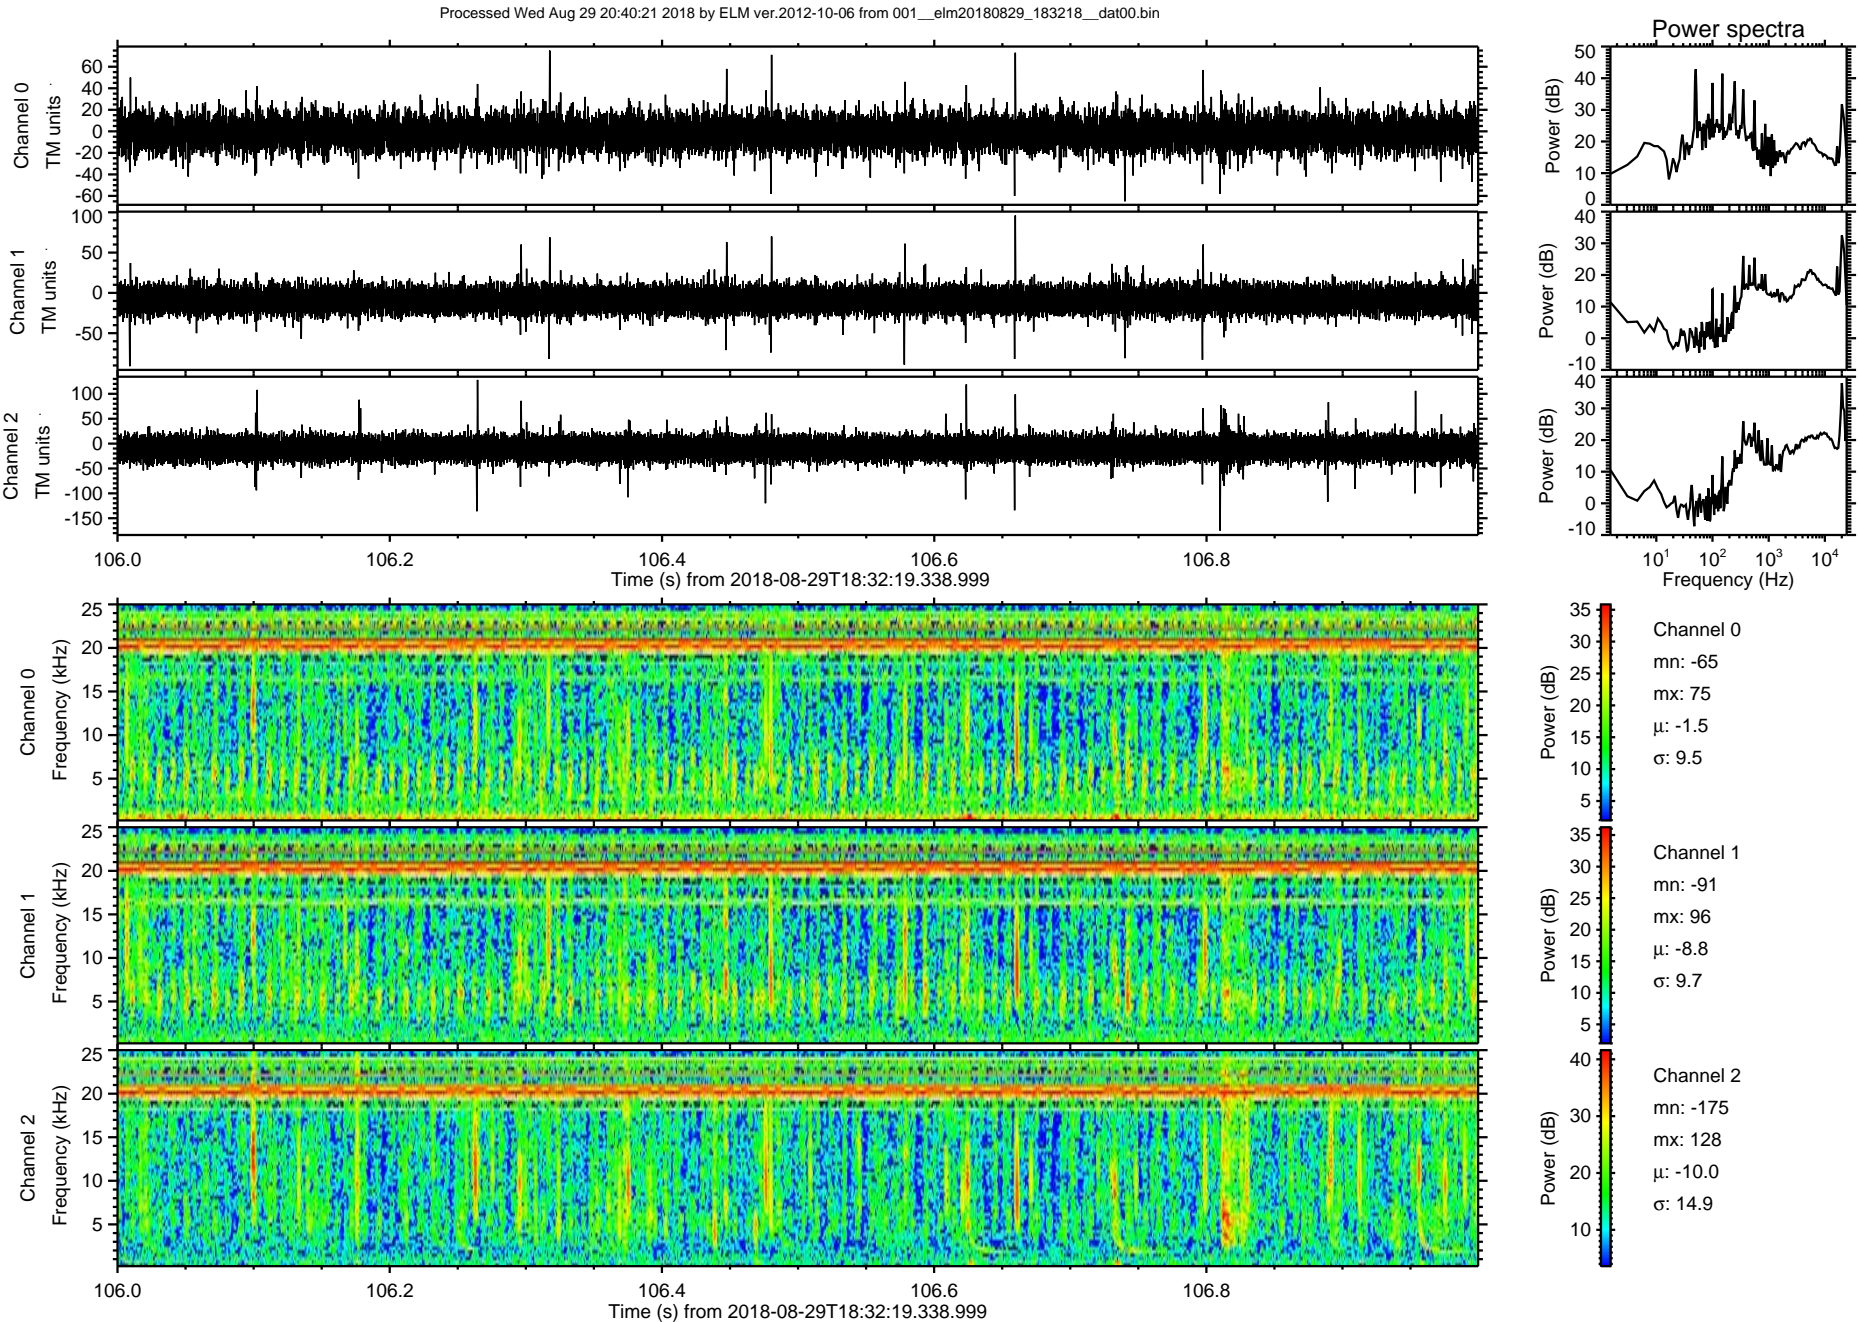 Processed Wed Aug 29 20:40:21 2018 by ELM ver.2012-10-06 from 001__elm20180829_183218__dat00.bin
Power spectra
Channel 0
TM units
60
40
20
0
-20
-40
-60
Power (dB)
50
40
30
20
10
0
Channel 1
TM units
100
50
0
-50
Power (dB)
40
30
20
10
0
-10
Channel 2
TM units
100
50
0
-50
-100
-150
Power (dB)
40
30
20
10
0
-10
106.0 106.2 106.4 106.6 106.8
Time (s) from 2018-08-29T18:32:19.338.999
10¹ 10² 10³ 10⁴
Frequency (Hz)
Channel 0
Frequency (kHz)
25
20
15
10
5
Power (dB)
35
30
25
20
15
10
5
Channel 0
mn: -65
mx: 75
μ: -1.5
σ: 9.5
Channel 1
Frequency (kHz)
25
20
15
10
5
Power (dB)
35
30
25
20
15
10
5
Channel 1
mn: -91
mx: 96
μ: -8.8
σ: 9.7
Channel 2
Frequency (kHz)
25
20
15
10
5
Power (dB)
40
30
20
10
Channel 2
mn: -175
mx: 128
μ: -10.0
σ: 14.9
106.0 106.2 106.4 106.6 106.8
Time (s) from 2018-08-29T18:32:19.338.999